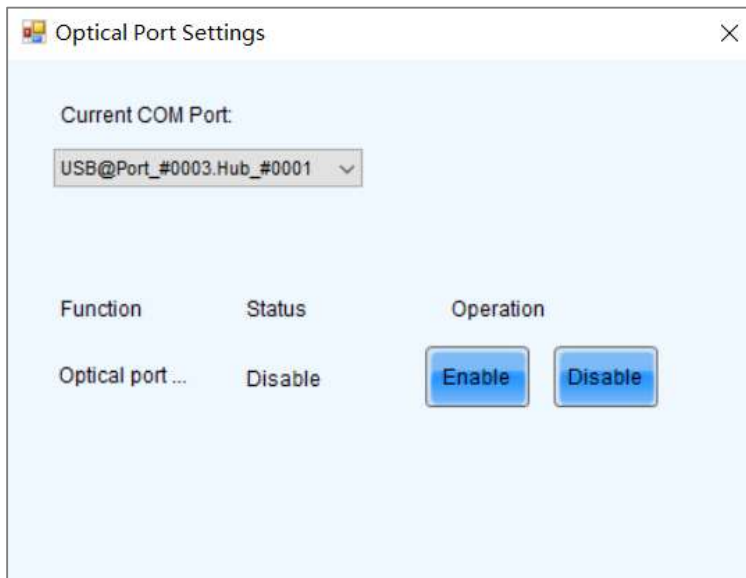 Optical Port Settings
Current COM Port:
USB@Port_#0003.Hub_#0001
Function Status Operation
Optical port ... Disable Enable Disable